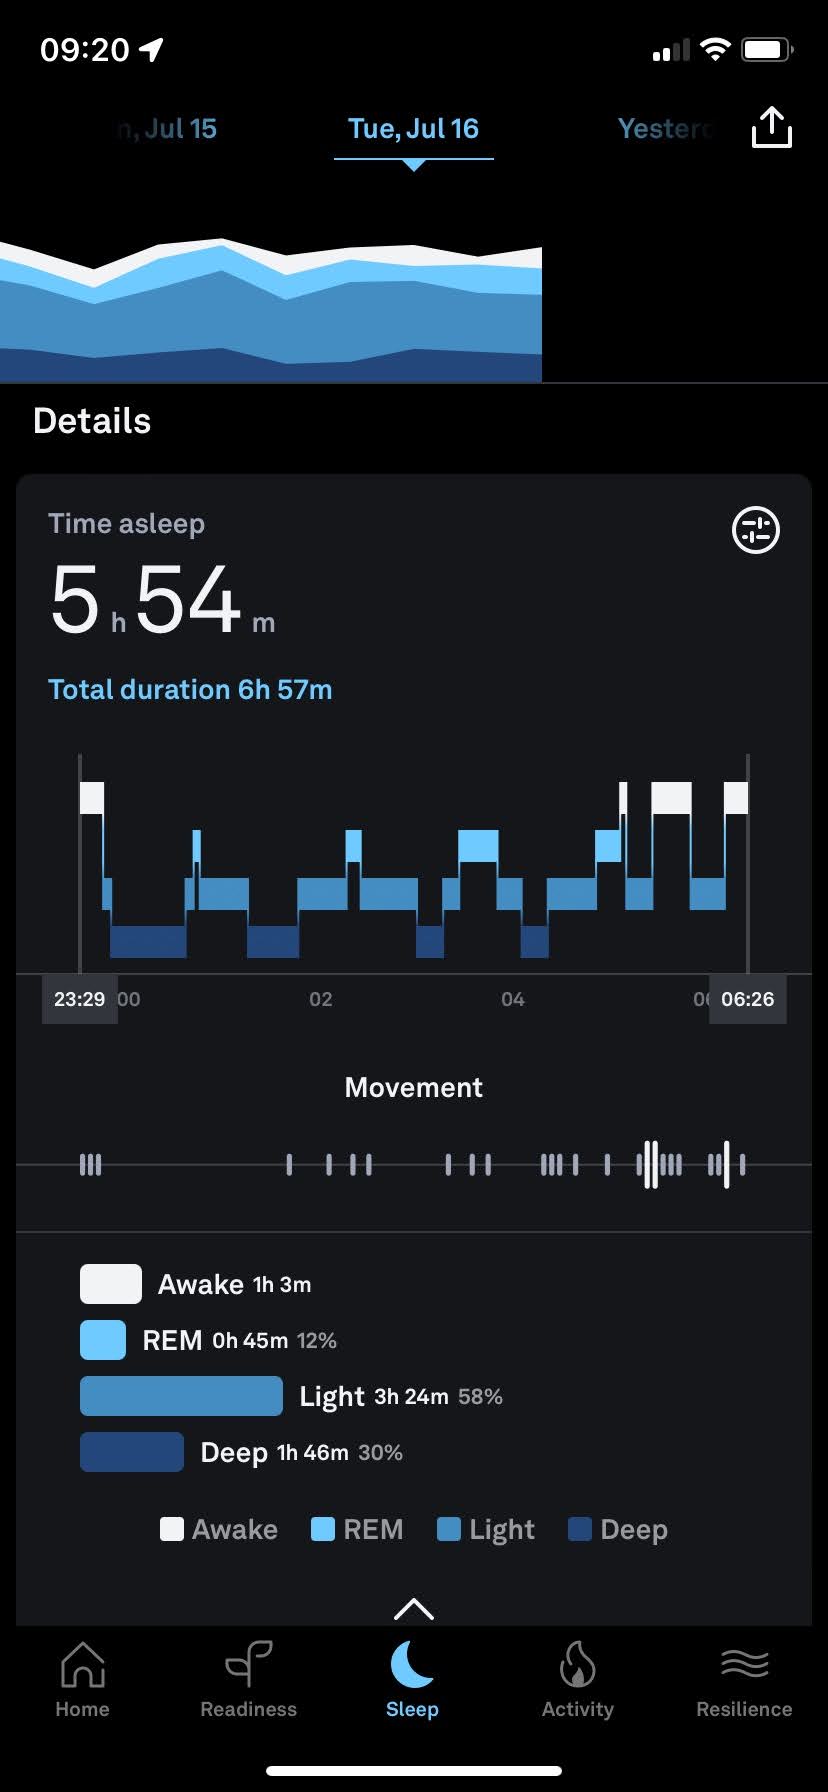 09:20
n, Jul 15 Tue, Jul 16
Details
Time asleep
5 h 54 m
Total duration 6h 57m
23:29 00 02 04 06:26
Movement
Awake 1h 3m
REM 0h 45m 12%
Light 3h 24m 58%
Deep 1h 46m 30%
Awake REM Light Deep
Home Readiness Sleep Activity Resilience